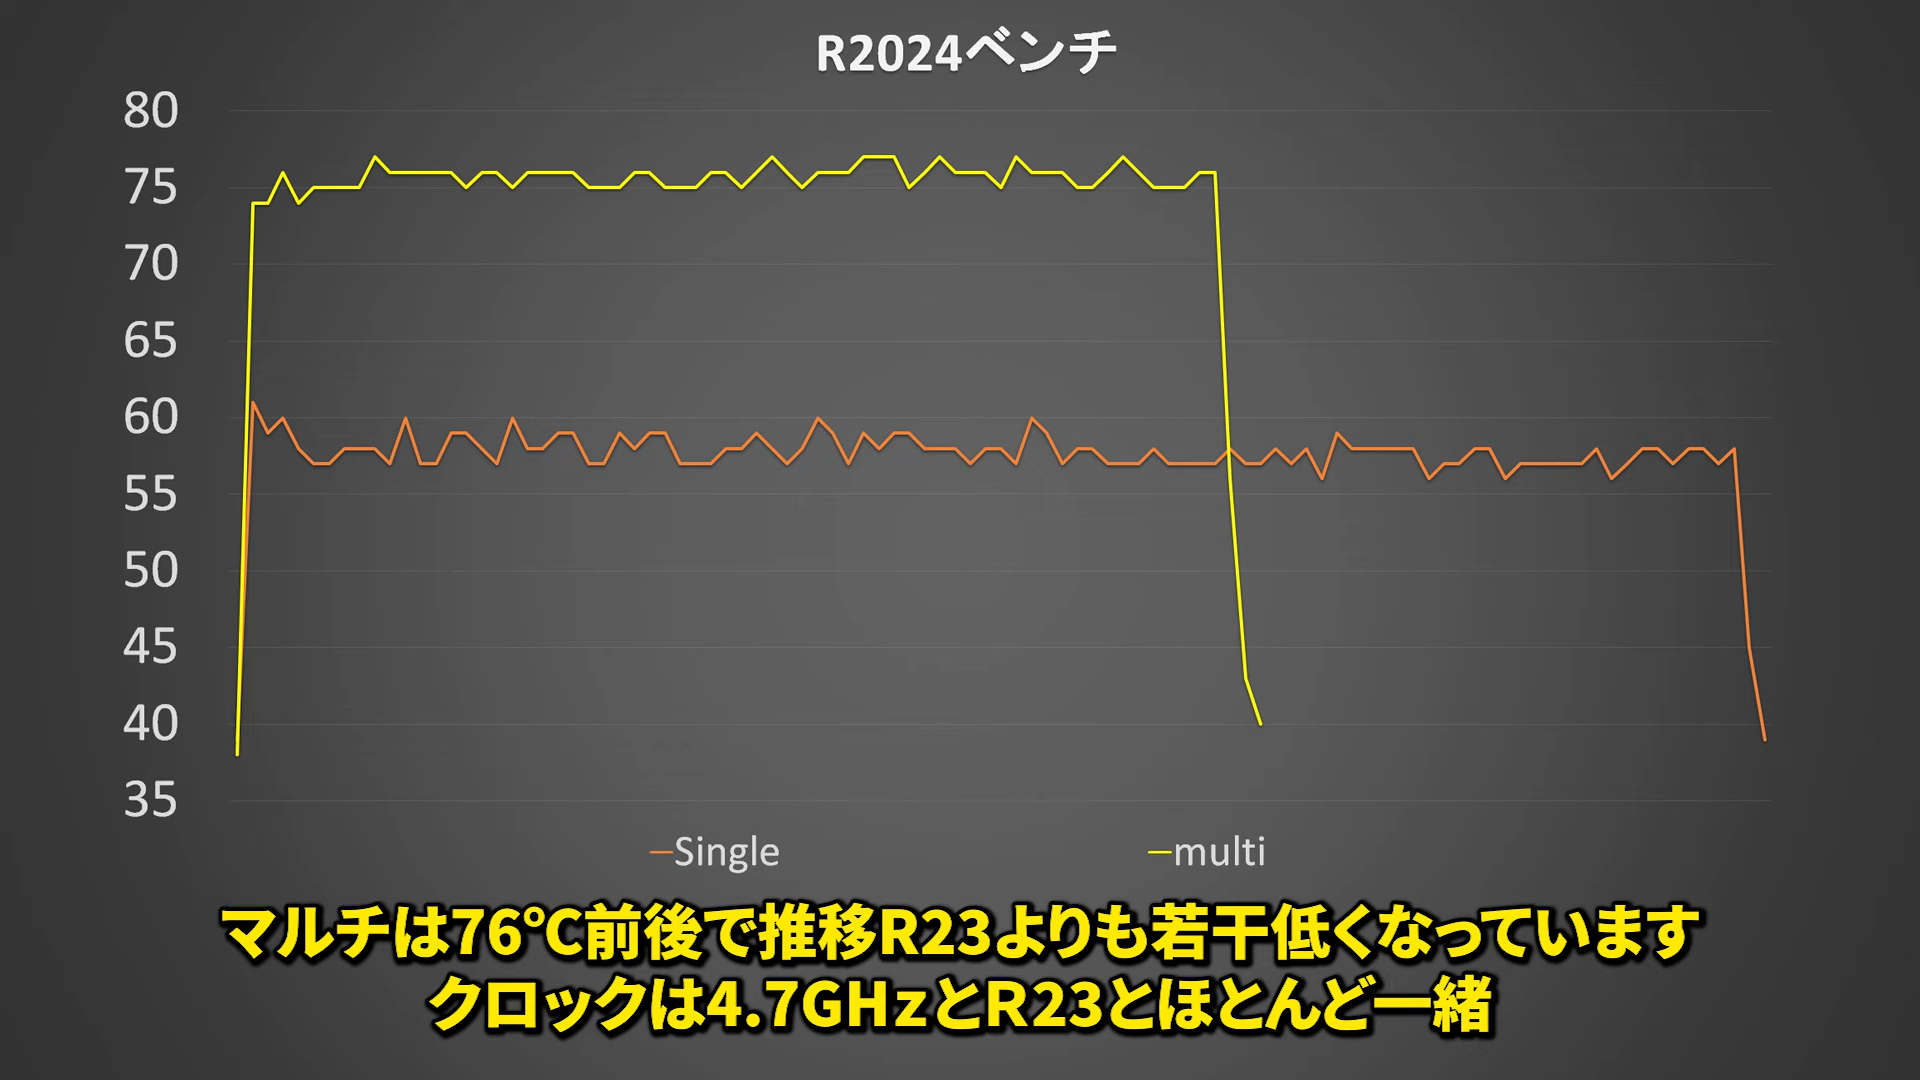 R2024ベンチ
80
75
70
65
60
55
50
45
40
35
Single
multi
マルチは76℃前後で推移R23よりも若干低くなっています
クロックは4.7GHzとR23とほとんど一緒